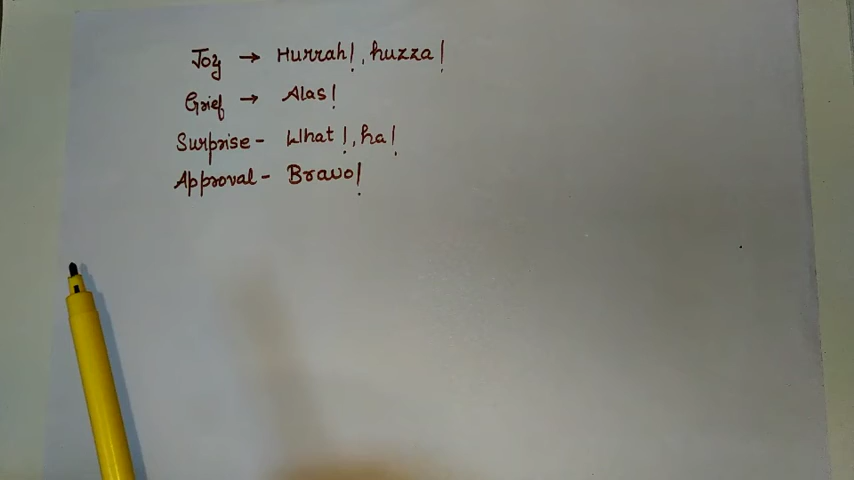 Joy → Hurrah!, huzza!
Grief → Alas!
Surprise - What!, ha!
Approval - Bravo!